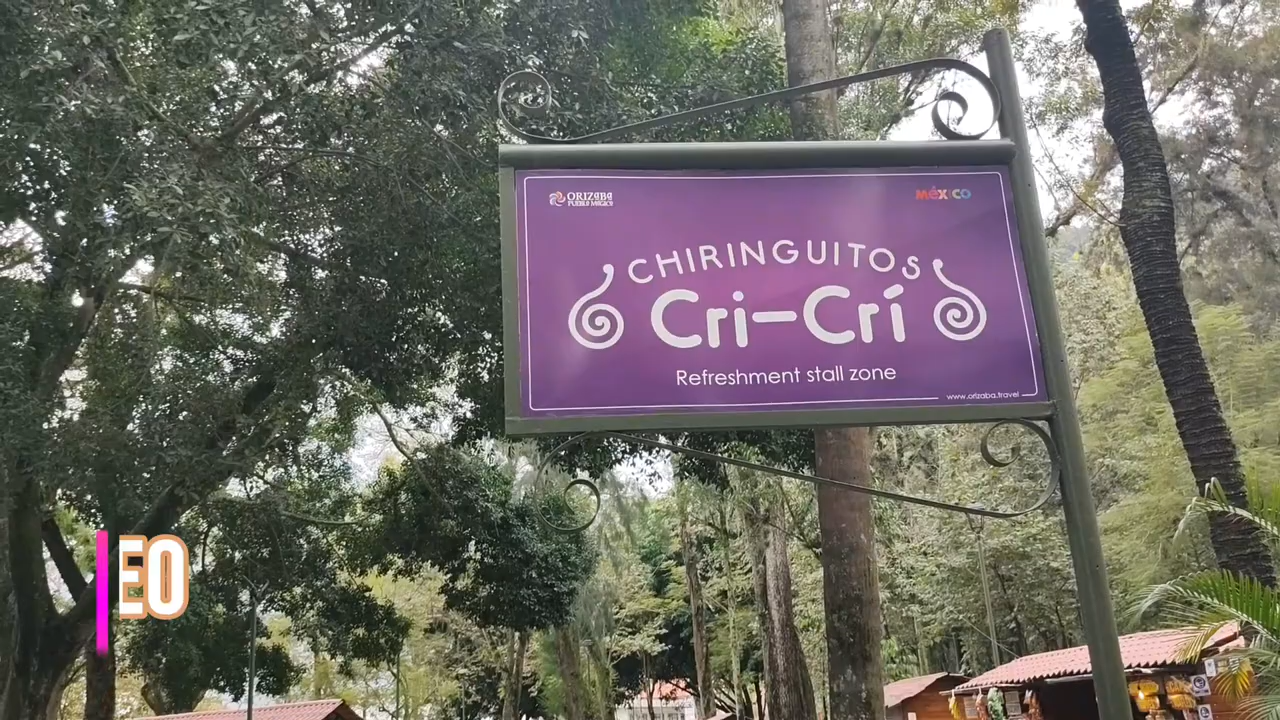 ORIZABA
PUEBLO MÁGICO
MÉXICO
CHIRINGUITOS
Cri-Crí
Refreshment stall zone
www.orizaba.travel
EO